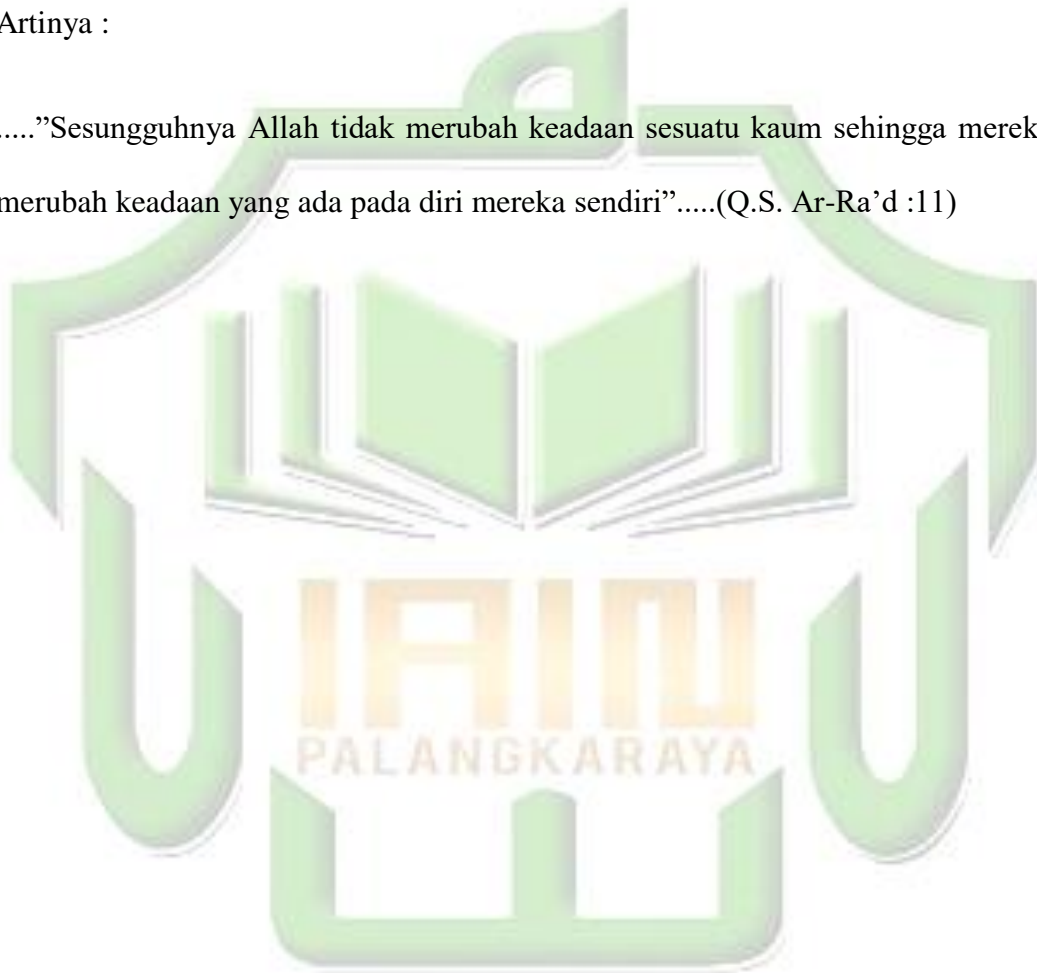 Artinya :
.....”Sesungguhnya Allah tidak merubah keadaan sesuatu kaum sehingga merek
merubah keadaan yang ada pada diri mereka sendiri”.....(Q.S. Ar-Ra’d :11)
IAIN
PALANGKARAYA